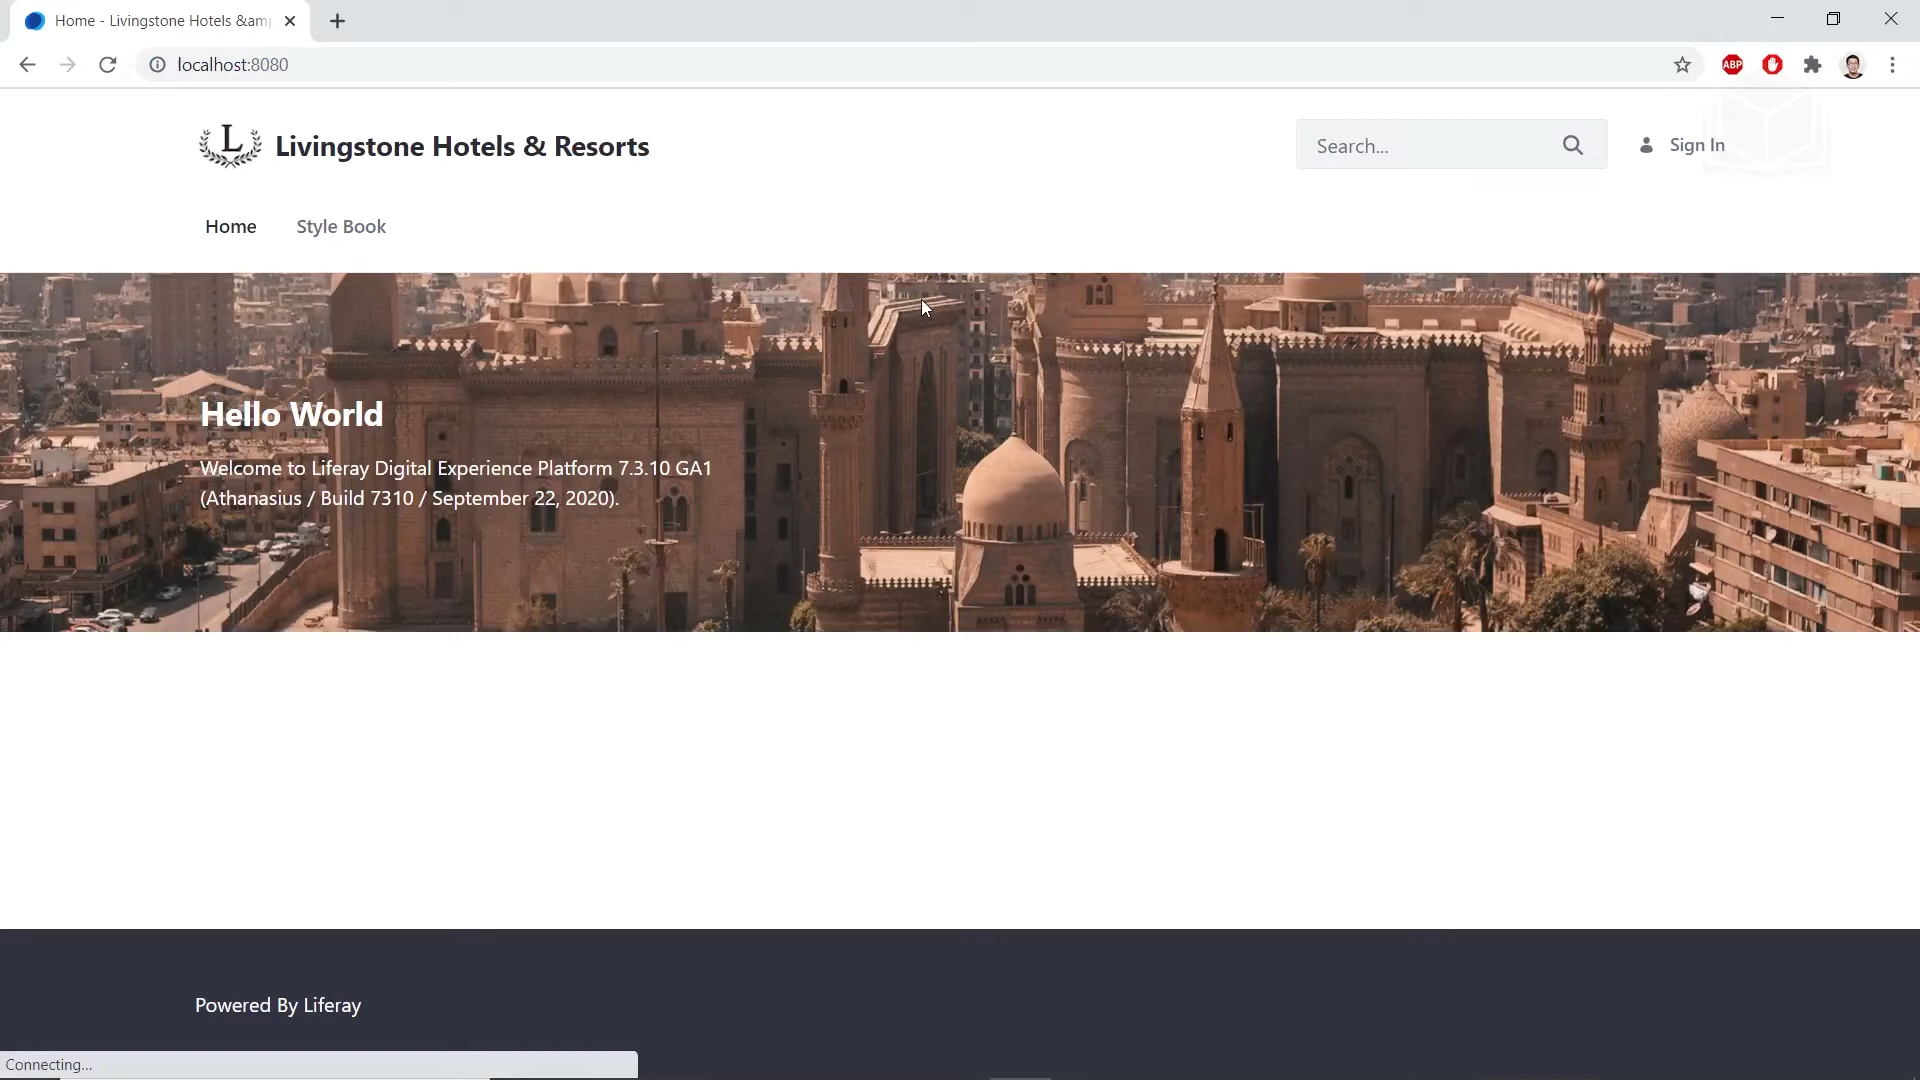 Home - Livingstone Hotels &am
localhost:8080
ABP
L
Livingstone Hotels & Resorts
Search...
Sign In
Home
Style Book
Hello World
Welcome to Liferay Digital Experience Platform 7.3.10 GA1
(Athanasius / Build 7310 / September 22, 2020).
Powered By Liferay
Connecting...